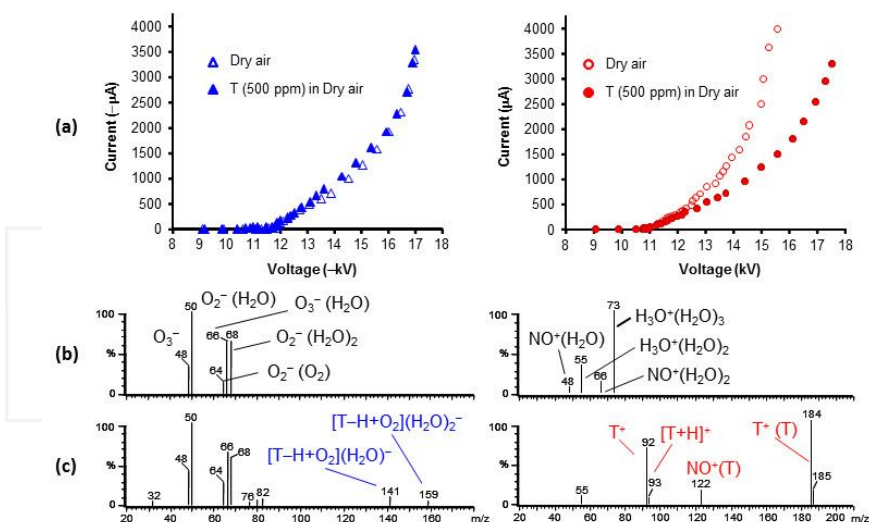 4000
3500
3000
2500
2000
1500
1000
500
0
Current (–µA)
Dry air
T (500 ppm) in Dry air
8 9 10 11 12 13 14 15 16 17 18
Voltage (–kV)
4000
3500
3000
2500
2000
1500
1000
500
0
Current (µA)
Dry air
T (500 ppm) in Dry air
8 10 12 14 16 18
Voltage (kV)
(a)
(b)
100
%
0
O₃⁻
48
50
O₂⁻ (H₂O)
O₃⁻ (H₂O)
66
68
O₂⁻ (H₂O)₂
64
O₂⁻ (O₂)
100
%
0
NO⁺(H₂O)
48
55
66
73
H₃O⁺(H₂O)₃
H₃O⁺(H₂O)₂
NO⁺(H₂O)₂
(c)
100
%
0
32
48
50
64
66
68
76
82
[T–H+O₂](H₂O)⁻
141
[T–H+O₂](H₂O)₂⁻
159
20 40 60 80 100 120 140 160 180 m/z
100
%
0
55
T⁺
92
[T+H]⁺
93
NO⁺(T)
122
T⁺ (T)
184
185
20 40 60 80 100 120 140 160 180 200 m/z